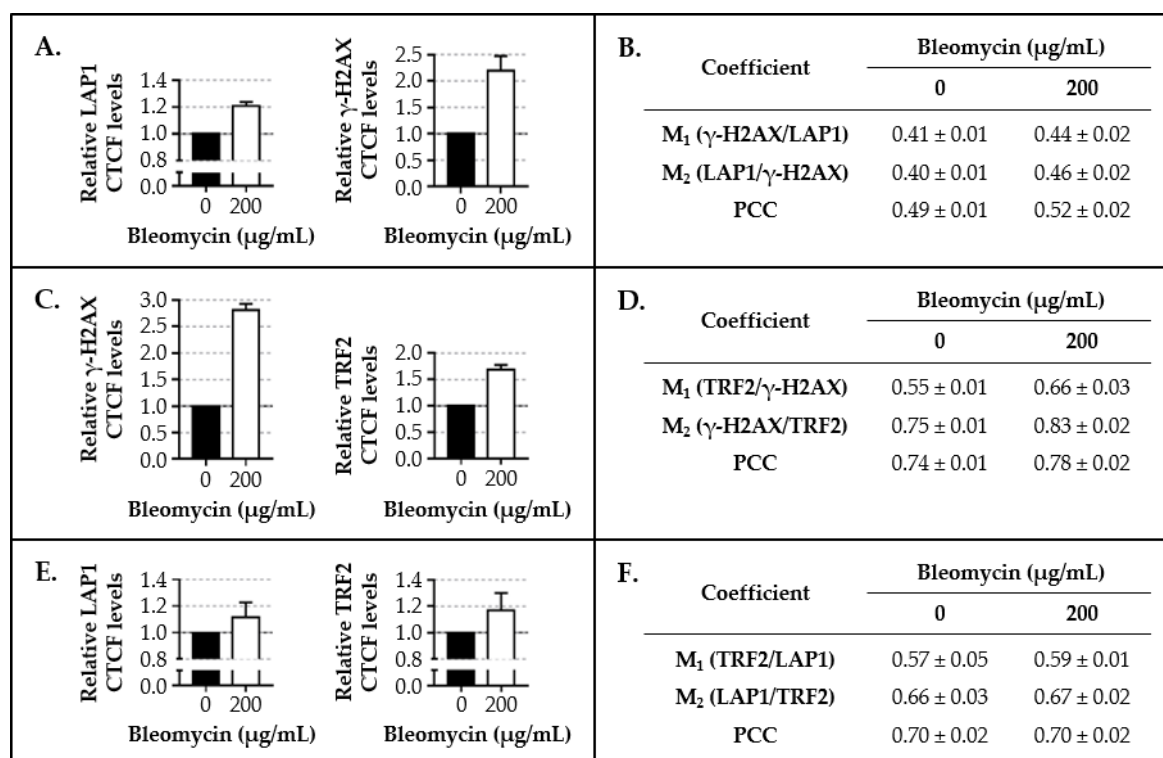 A.
Relative LAP1
CTCF levels
1.4
1.2
1.0
0.8
0.0
0 200
Bleomycin (µg/mL)
Relative γ-H2AX
CTCF levels
2.5
2.0
1.5
1.0
0.5
0.0
0 200
Bleomycin (µg/mL)
B.
Coefficient
Bleomycin (µg/mL)
0 200
M₁ (γ-H2AX/LAP1) 0.41 ± 0.01 0.44 ± 0.02
M₂ (LAP1/γ-H2AX) 0.40 ± 0.01 0.46 ± 0.02
PCC 0.49 ± 0.01 0.52 ± 0.02
C.
Relative γ-H2AX
CTCF levels
3.0
2.5
2.0
1.5
1.0
0.5
0.0
0 200
Bleomycin (µg/mL)
Relative TRF2
CTCF levels
2.0
1.5
1.0
0.5
0.0
0 200
Bleomycin (µg/mL)
D.
Coefficient
Bleomycin (µg/mL)
0 200
M₁ (TRF2/γ-H2AX) 0.55 ± 0.01 0.66 ± 0.03
M₂ (γ-H2AX/TRF2) 0.75 ± 0.01 0.83 ± 0.02
PCC 0.74 ± 0.01 0.78 ± 0.02
E.
Relative LAP1
CTCF levels
1.4
1.2
1.0
0.8
0.0
0 200
Bleomycin (µg/mL)
Relative TRF2
CTCF levels
1.4
1.2
1.0
0.8
0.0
0 200
Bleomycin (µg/mL)
F.
Coefficient
Bleomycin (µg/mL)
0 200
M₁ (TRF2/LAP1) 0.57 ± 0.05 0.59 ± 0.01
M₂ (LAP1/TRF2) 0.66 ± 0.03 0.67 ± 0.02
PCC 0.70 ± 0.02 0.70 ± 0.02